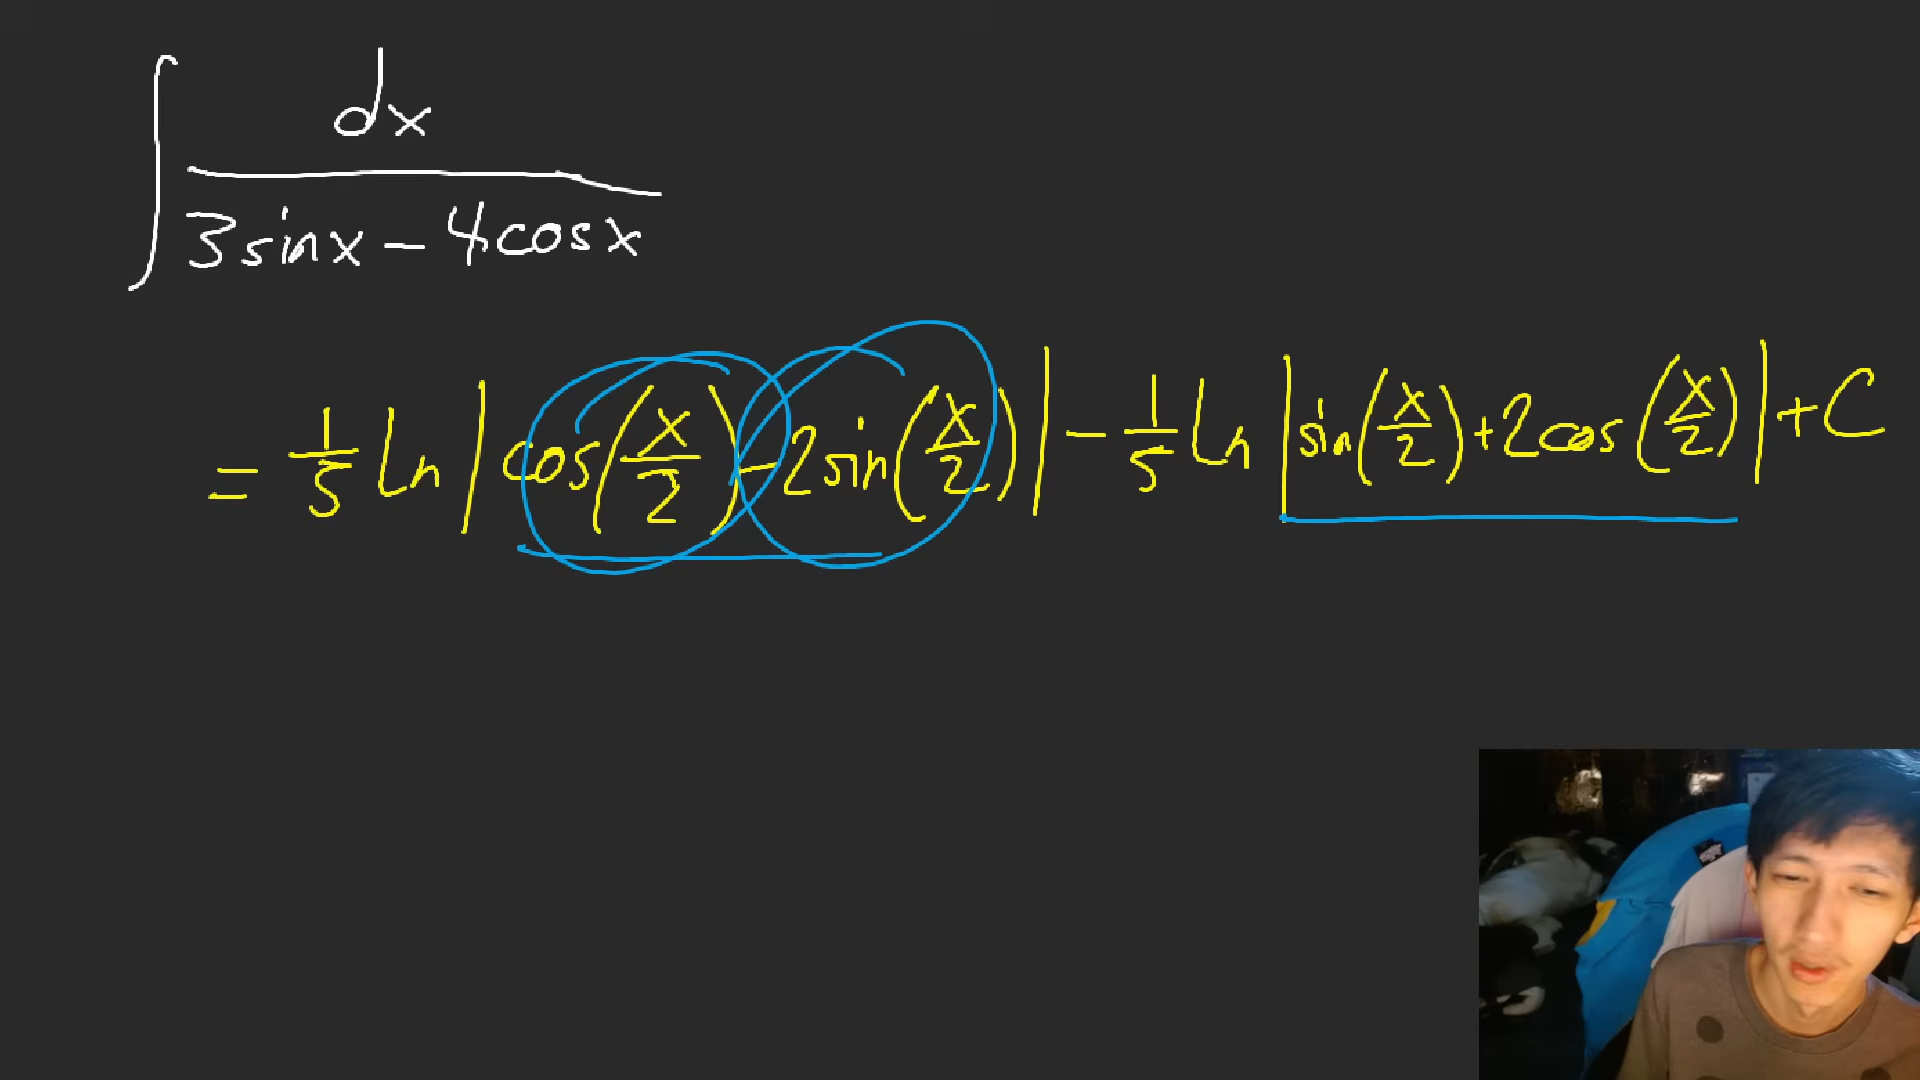 ∫ dx / (3sinx - 4cosx)
= 1/5 Ln |cos(x/2) - 2sin(x/2)| - 1/5 Ln |sin(x/2) + 2cos(x/2)| + C